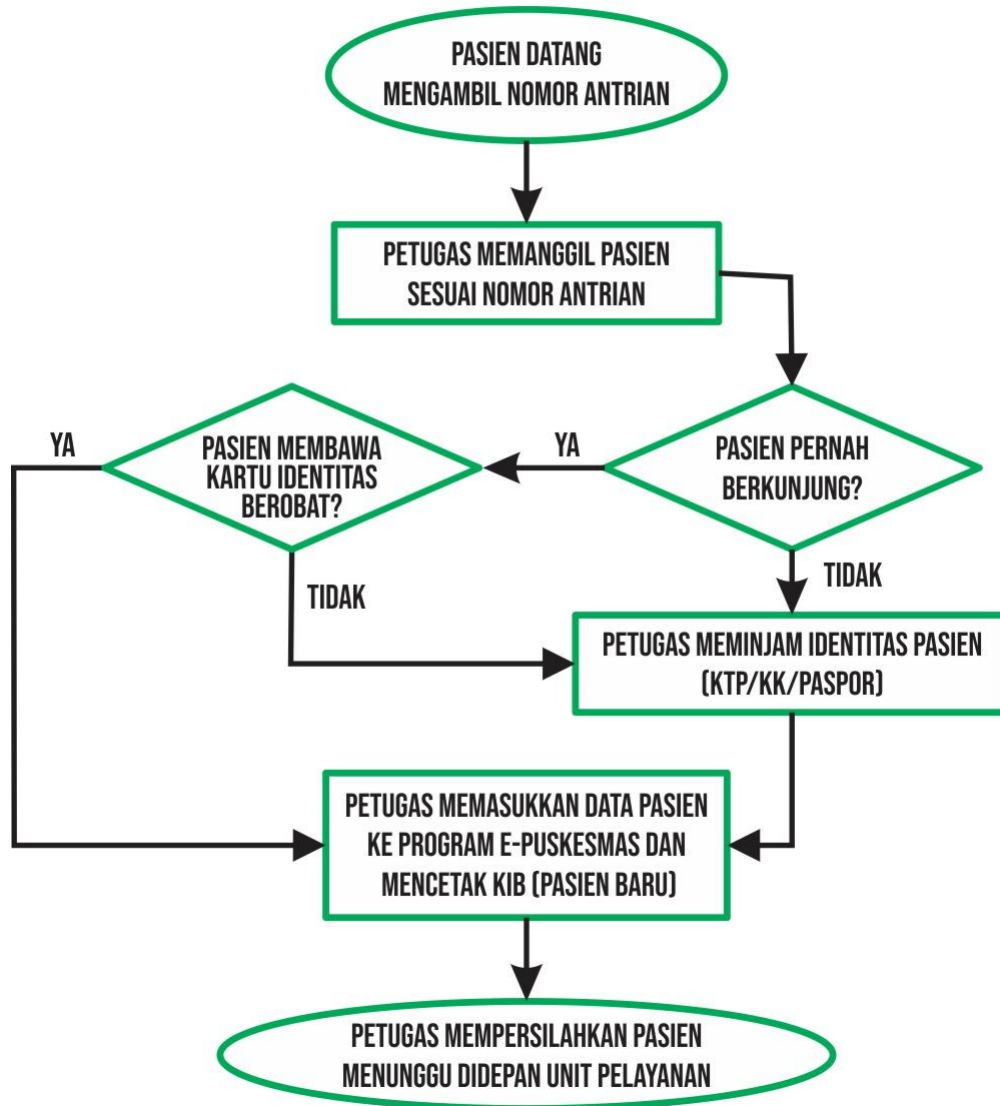 PASIEN DATANG
MENGAMBIL NOMOR ANTRIAN
PETUGAS MEMANGGIL PASIEN
SESUAI NOMOR ANTRIAN
YA
PASIEN MEMBAWA
KARTU IDENTITAS
BEROBAT?
YA
PASIEN PERNAH
BERKUNJUNG?
TIDAK
TIDAK
PETUGAS MEMINJAM IDENTITAS PASIEN
(KTP/KK/PASPOR)
PETUGAS MEMASUKKAN DATA PASIEN
KE PROGRAM E-PUSKESMAS DAN
MENCETAK KIB (PASIEN BARU)
PETUGAS MEMPERSILAHKAN PASIEN
MENUNGGU DIDEPAN UNIT PELAYANAN